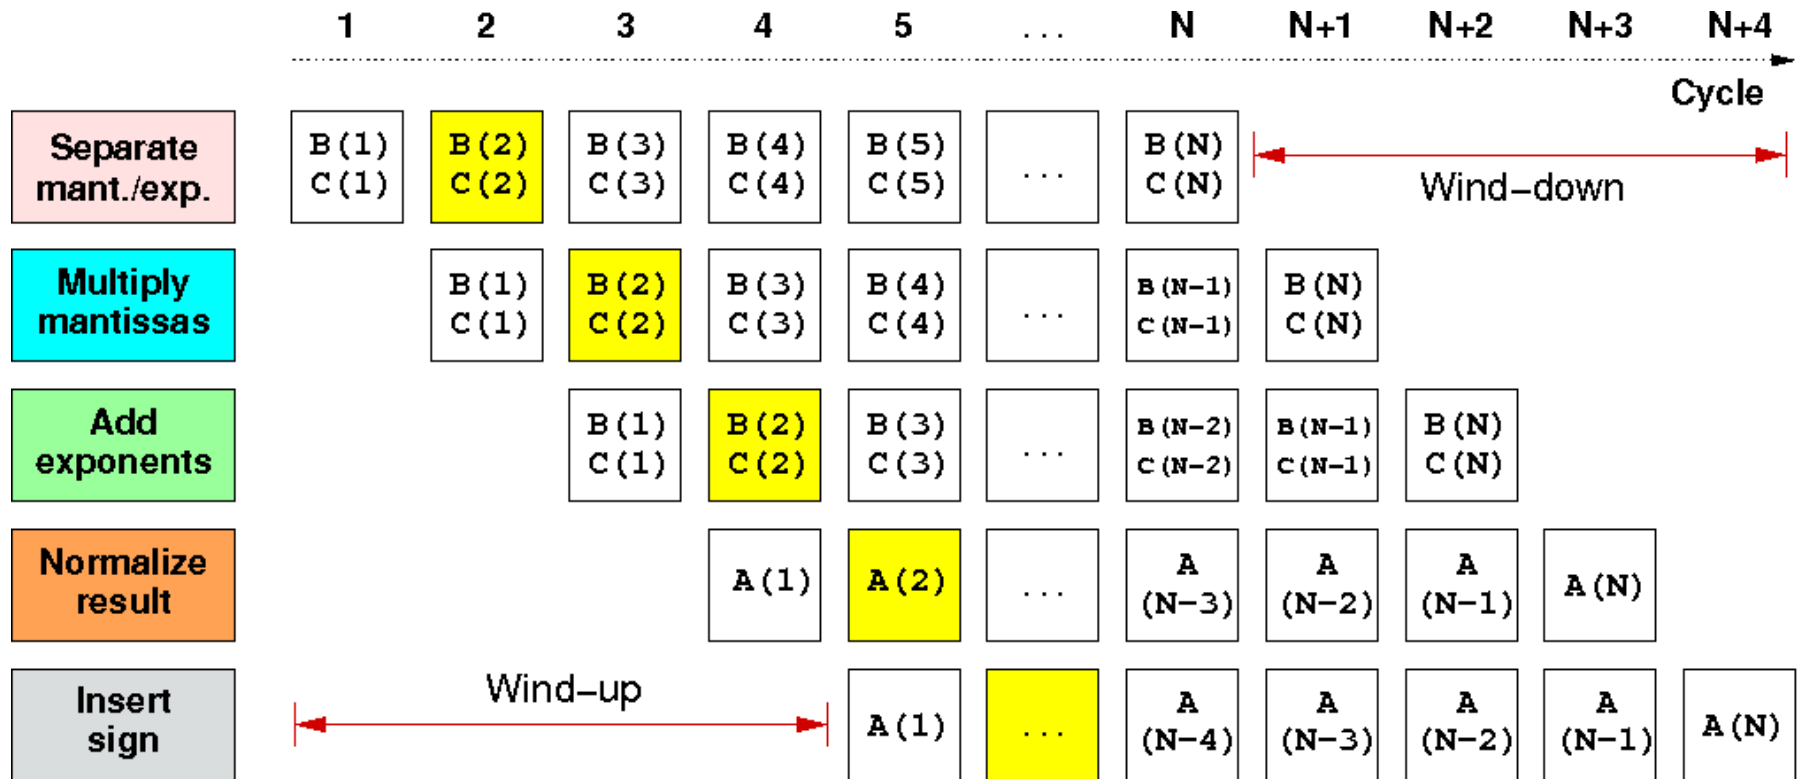 1 2 3 4 5 ... N N+1 N+2 N+3 N+4
Cycle
Separate
mant./exp.
B(1) B(2) B(3) B(4) B(5) ... B(N)
C(1) C(2) C(3) C(4) C(5) C(N)
Wind-down
Multiply
mantissas
B(1) B(2) B(3) B(4) ... B(N-1) B(N)
C(1) C(2) C(3) C(4) C(N-1) C(N)
Add
exponents
B(1) B(2) B(3) ... B(N-2) B(N-1) B(N)
C(1) C(2) C(3) C(N-2) C(N-1) C(N)
Normalize
result
A(1) A(2) ... A A A A(N)
(N-3) (N-2) (N-1)
Insert
sign
Wind-up
A(1) ... A A A A A(N)
(N-4) (N-3) (N-2) (N-1)